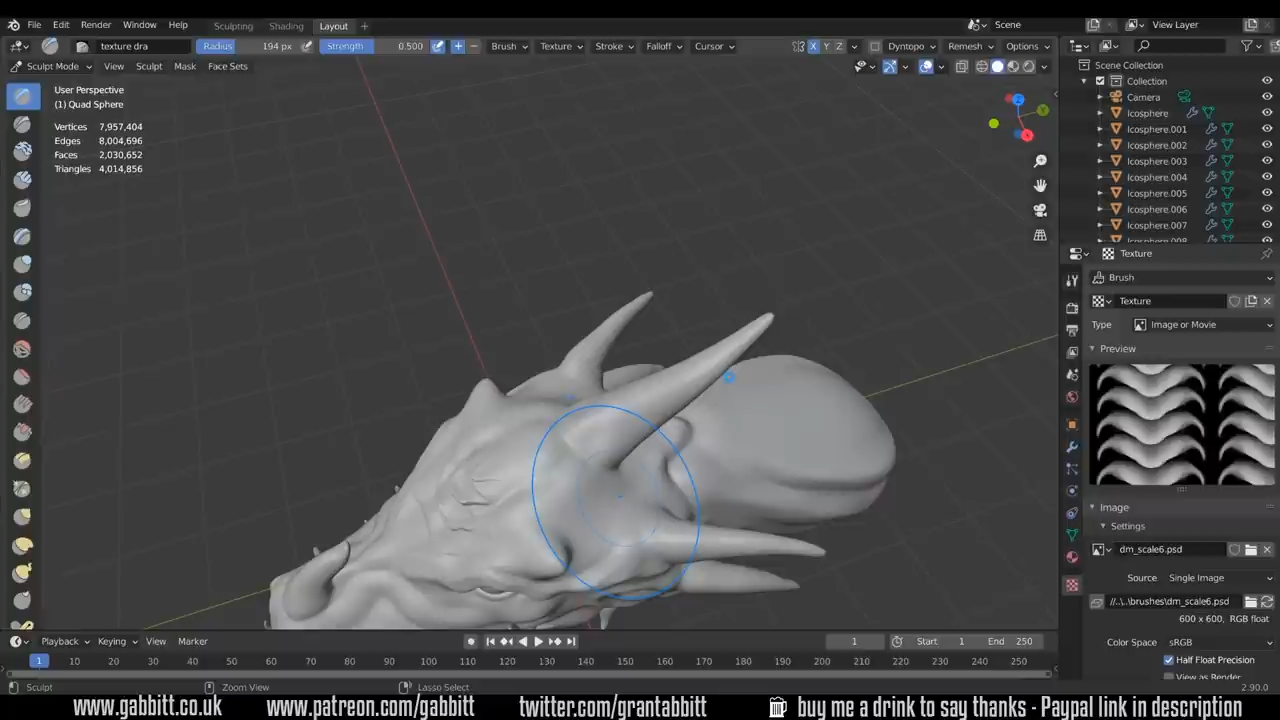 File Edit Render Window Help Sculpting Shading Layout + Scene View Layer
texture dra Radius 194 px Strength 0.500 + − Brush Texture Stroke Falloff Cursor X Y Z Dyntopo Remesh Options
Sculpt Mode View Sculpt Mask Face Sets
User Perspective
(1) Quad Sphere
Vertices 7,957,404
Edges 8,004,696
Faces 2,030,652
Triangles 4,014,856
Scene Collection
Collection
Camera
Icosphere
Icosphere.001
Icosphere.002
Icosphere.003
Icosphere.004
Icosphere.005
Icosphere.006
Icosphere.007
Icosphere.008
Texture
Brush
Texture
Type Image or Movie
Preview
Image
Settings
dm_scale6.psd
Source Single Image
//..\..\brushes\dm_scale6.psd
600 x 600, RGB float
Color Space sRGB
Half Float Precision
View as Render
Playback Keying View Marker 1 Start 1 End 250
1 10 20 30 40 50 60 70 80 90 100 110 120 130 140 150 160 170 180 190 200 210 220 230 240 250
Sculpt Zoom View Lasso Select 2.90.0
www.gabbitt.co.uk www.patreon.com/gabbitt twitter.com/grantabbitt buy me a drink to say thanks - Paypal link in description